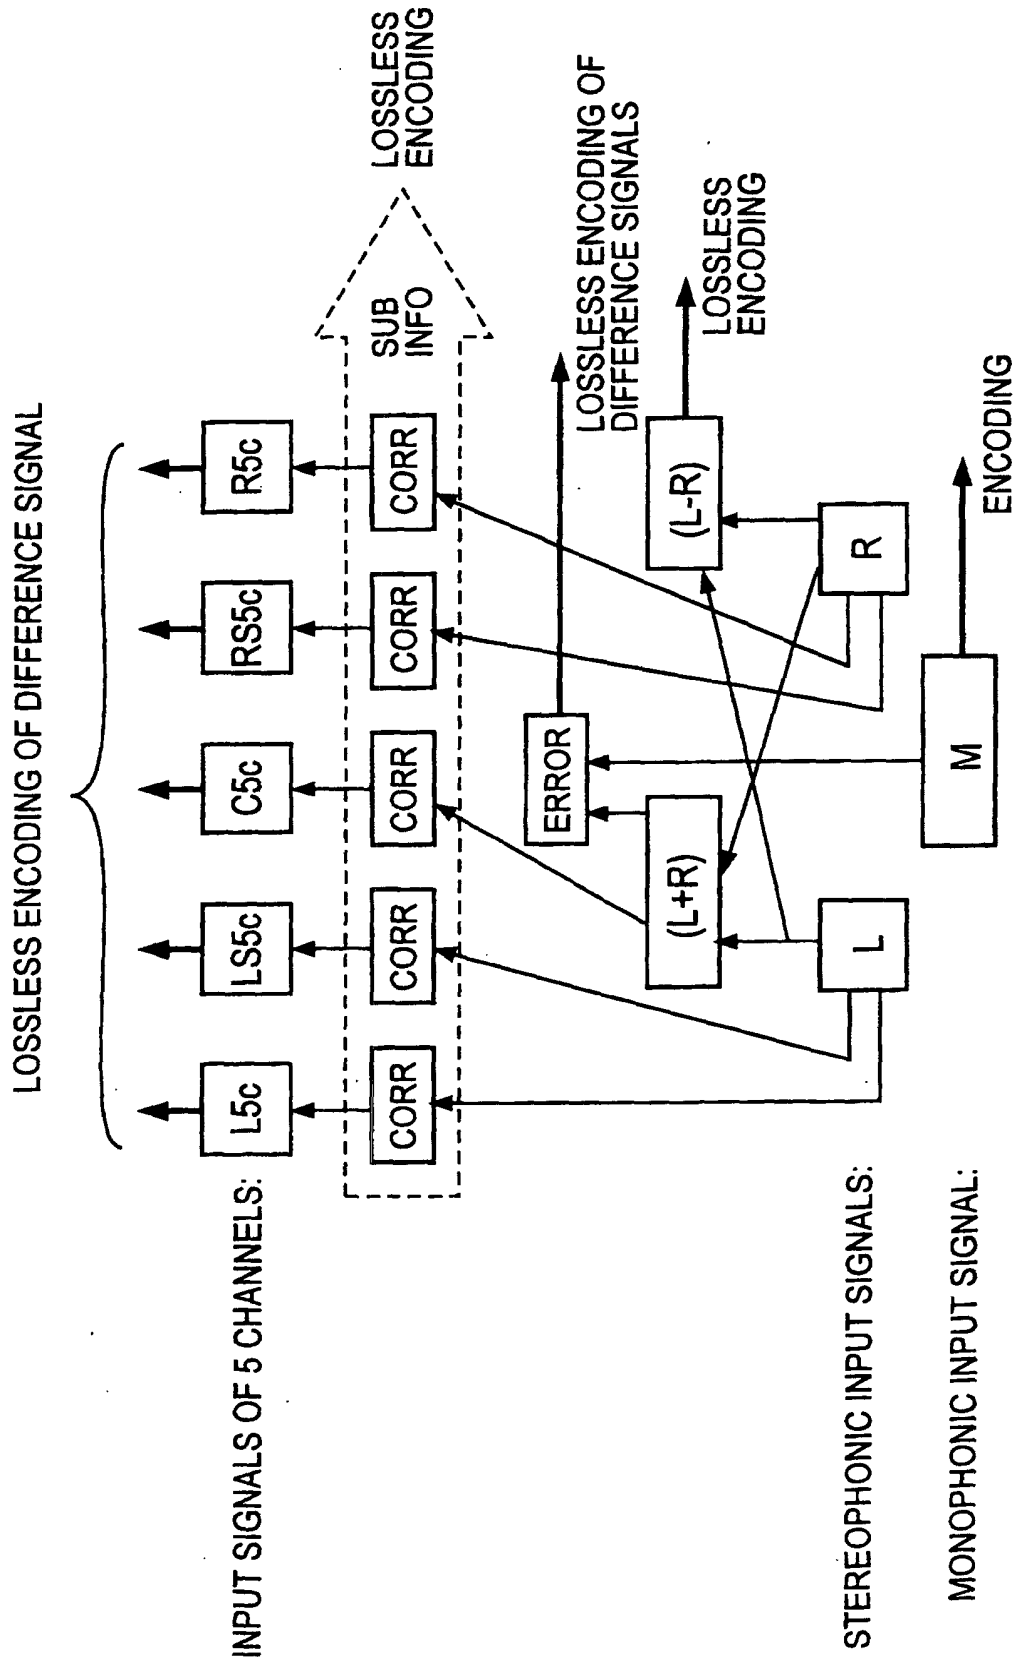 LOSSLESS ENCODING OF DIFFERENCE SIGNAL
INPUT SIGNALS OF 5 CHANNELS:
L5c
LS5c
C5c
RS5c
R5c
CORR
CORR
CORR
CORR
CORR
SUB
INFO
LOSSLESS
ENCODING
ERROR
LOSSLESS ENCODING OF
DIFFERENCE SIGNALS
(L+R)
(L-R)
LOSSLESS
ENCODING
STEREOPHONIC INPUT SIGNALS:
L
R
MONOPHONIC INPUT SIGNAL:
M
ENCODING